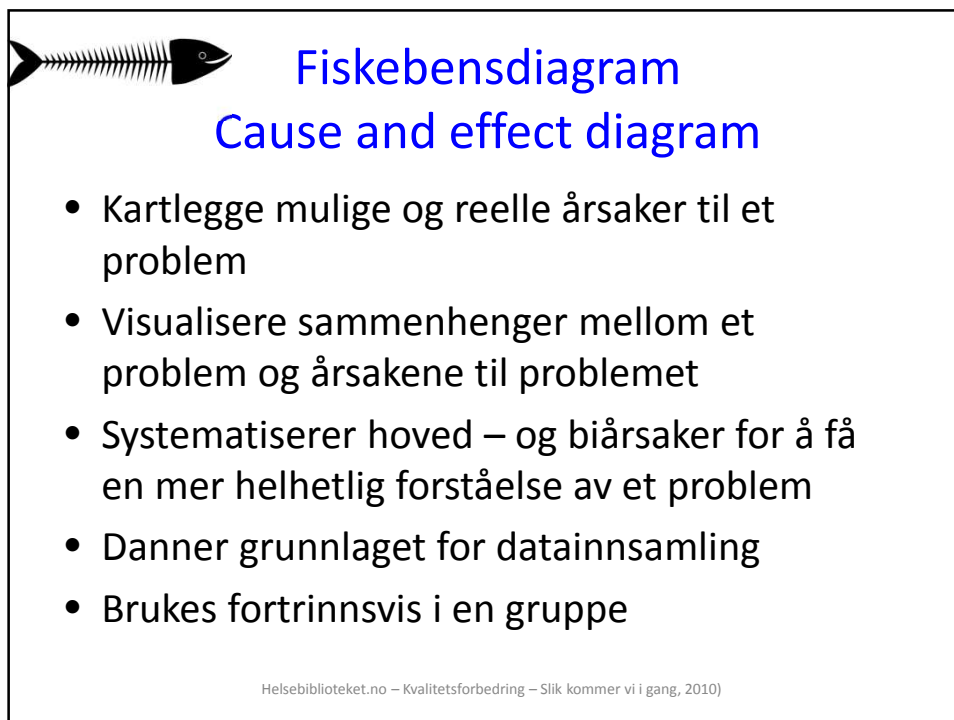 Fiskebensdiagram
Cause and effect diagram
• Kartlegge mulige og reelle årsaker til et
problem
• Visualisere sammenhenger mellom et
problem og årsakene til problemet
• Systematiserer hoved – og biårsaker for å få
en mer helhetlig forståelse av et problem
• Danner grunnlaget for datainnsamling
• Brukes fortrinnsvis i en gruppe
Helsebiblioteket.no – Kvalitetsforbedring – Slik kommer vi i gang, 2010)